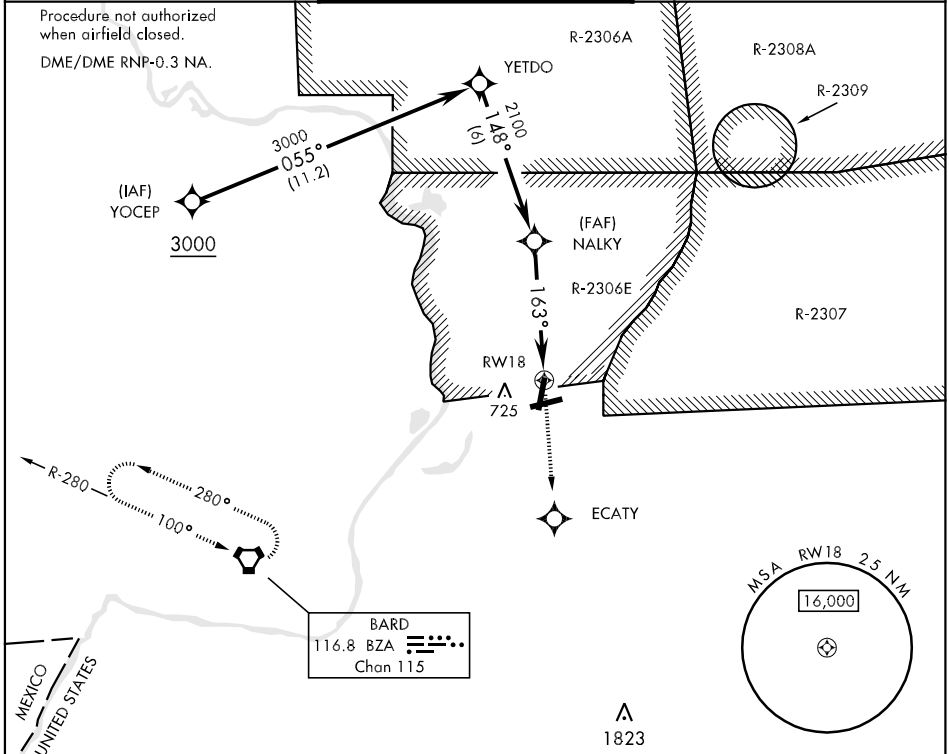 Procedure not authorized
when airfield closed.
DME/DME RNP-0.3 NA.
R-2306A
R-2308A
R-2309
YETDO
2100
148°
(6)
3000
055°
(11.2)
(IAF)
YOCEP
3000
(FAF)
NALKY
163°
R-2306E
R-2307
RW18
725
R-280
280°
100°
ECATY
MSA RW18 25 NM
16,000
BARD
116.8 BZA
Chan 115
MEXICO
UNITED STATES
1823